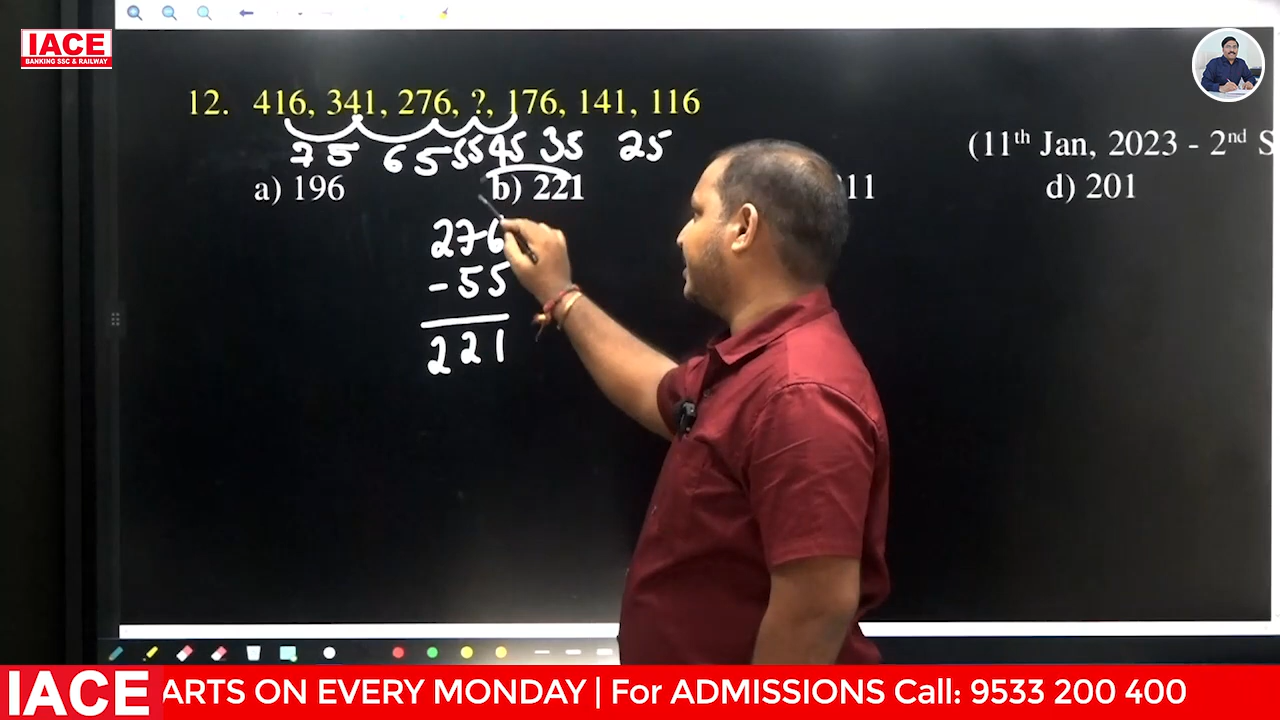 IACE
BANKING SSC & RAILWAY
12. 416, 341, 276, ?, 176, 141, 116
75 65 55 45 35 25
(11th Jan, 2023 - 2nd S
a) 196 b) 221 11 d) 201
276
- 55
221
IACE ARTS ON EVERY MONDAY | For ADMISSIONS Call: 9533 200 400